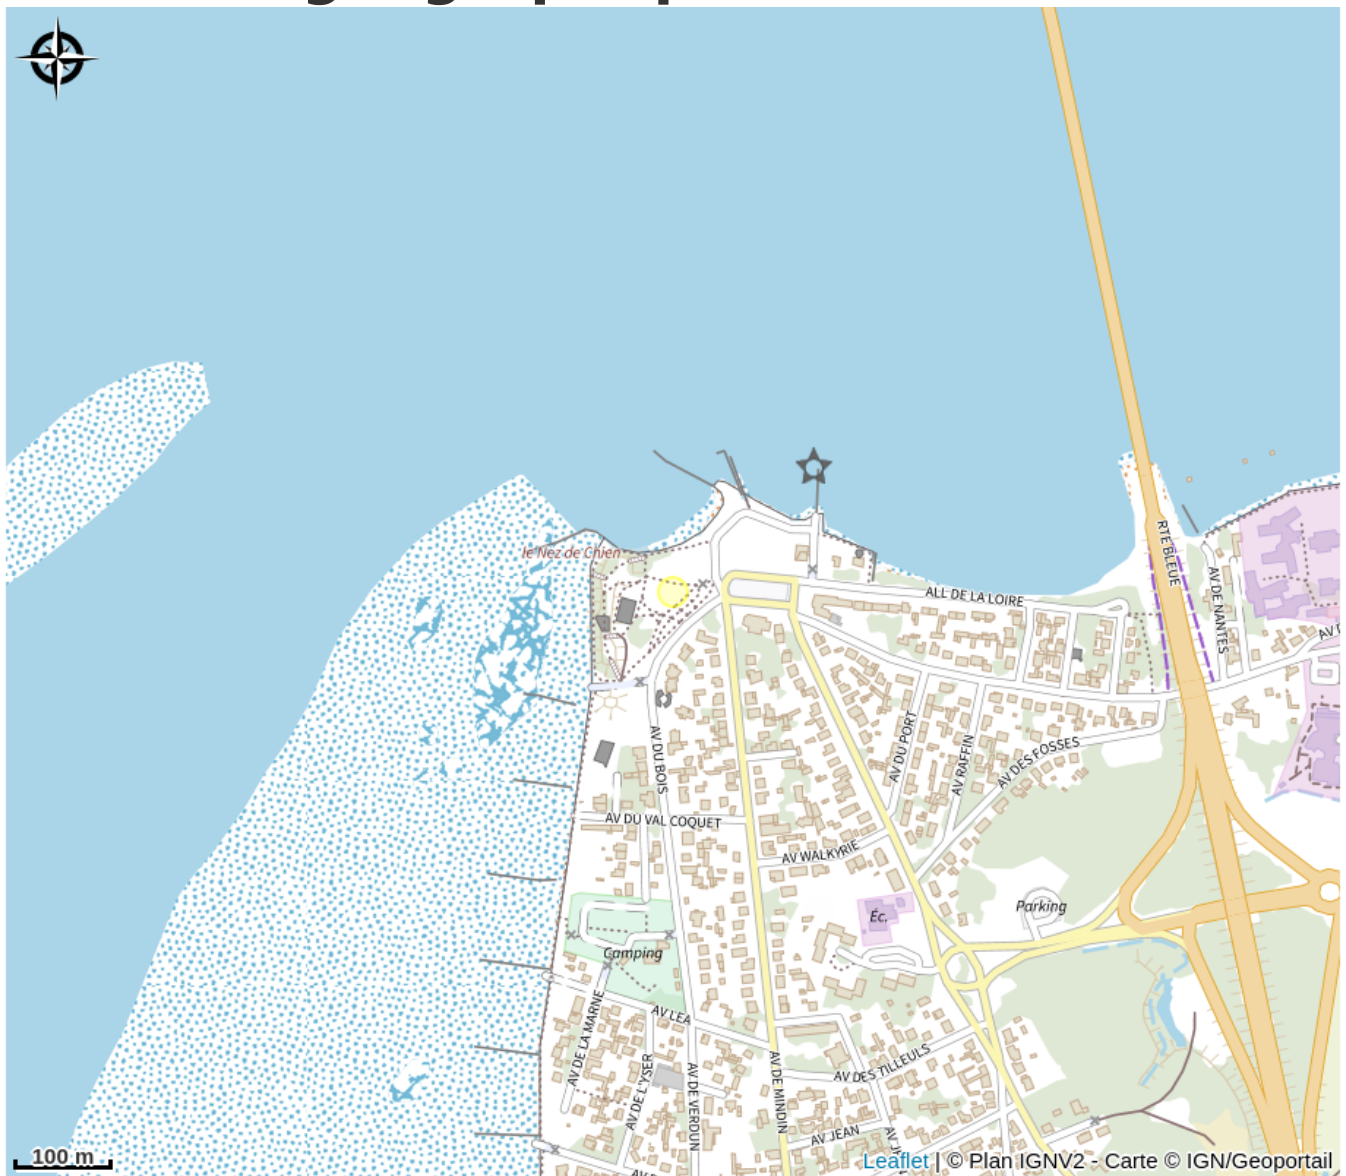 le Nez de Chien
RTE BLEUE
ALL DE LA LOIRE
AV DE NANTES
AV DU PORT
AV RAFFIN
AV DES FOSSES
AV DU BOIS
AV DU VAL COQUET
AV WALKYRIE
Éc.
Parking
Camping
AV LEA
AV DE LA MARNE
AV DE L'YSER
AV DE VERDUN
AV DE MINDIN
AV DES TILLEULS
AV JEAN
100 m
Leaflet | © Plan IGNV2 - Carte © IGN/Geoportail